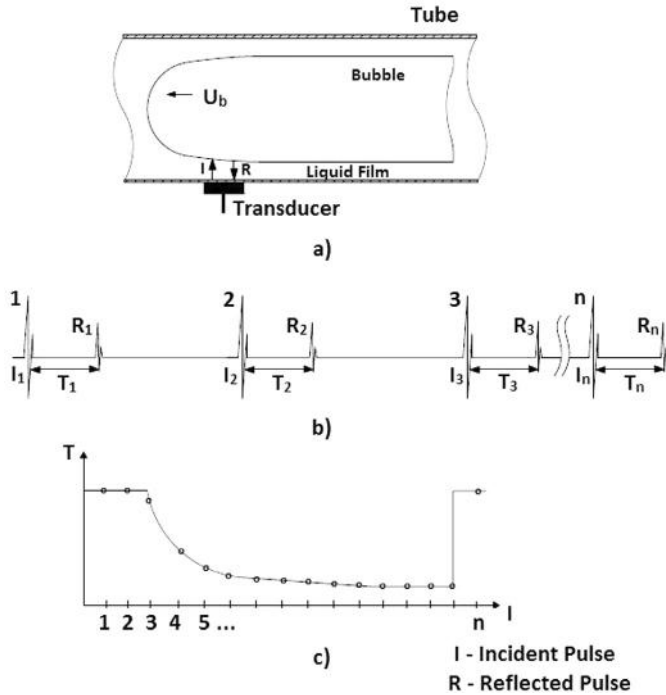 Tube
Bubble
U_b
I R
Liquid Film
Transducer
a)
1 2 3 n
R₁ R₂ R₃ Rₙ
I₁ T₁ I₂ T₂ I₃ T₃ Iₙ Tₙ
b)
T
1 2 3 4 5 ... n I
c)
I - Incident Pulse
R - Reflected Pulse